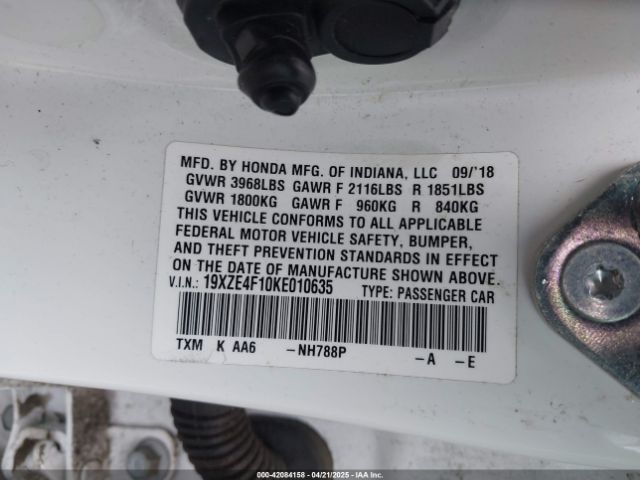 MFD. BY HONDA MFG. OF INDIANA, LLC 09/'18
GVWR 3968LBS GAWR F 2116LBS R 1851LBS
GVWR 1800KG GAWR F 960KG R 840KG
THIS VEHICLE CONFORMS TO ALL APPLICABLE
FEDERAL MOTOR VEHICLE SAFETY, BUMPER,
AND THEFT PREVENTION STANDARDS IN EFFECT
ON THE DATE OF MANUFACTURE SHOWN ABOVE.
V.I.N.: 19XZE4F10KE010635 TYPE: PASSENGER CAR
TXM K AA6 -NH788P -A -E
000-42084158 - 04/21/2025 - IAA Inc.